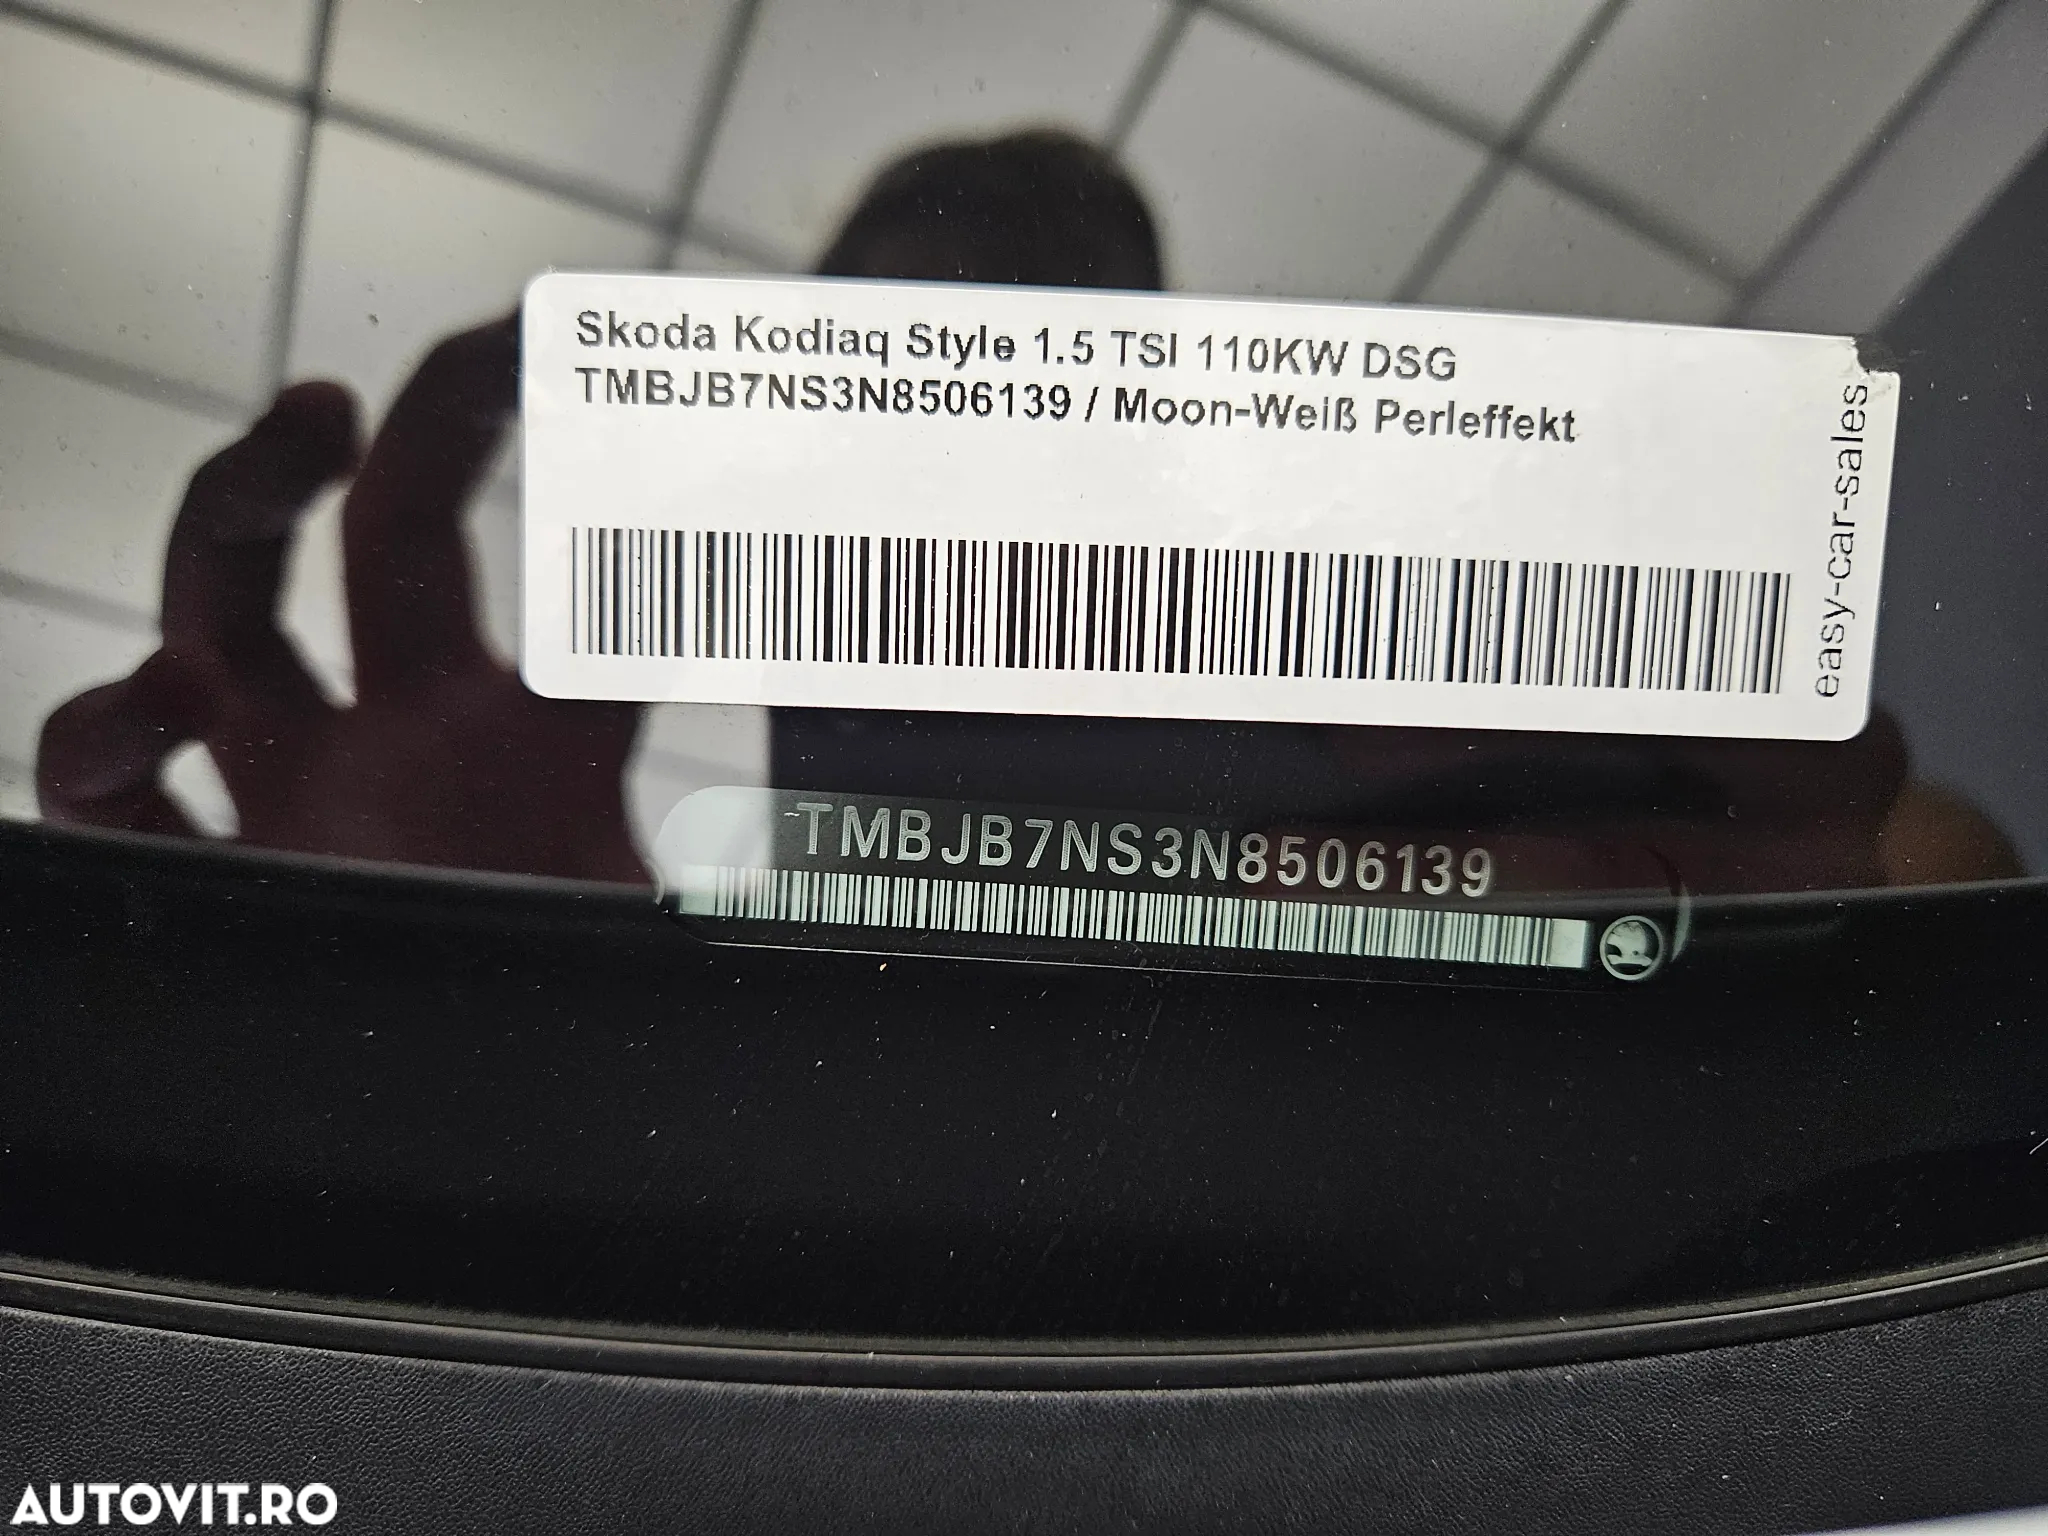 Skoda Kodiaq Style 1.5 TSI 110KW DSG
TMBJB7NS3N8506139 / Moon-Weiß Perleffekt
easy-car-sales
TMBJB7NS3N8506139
AUTOVIT.RO